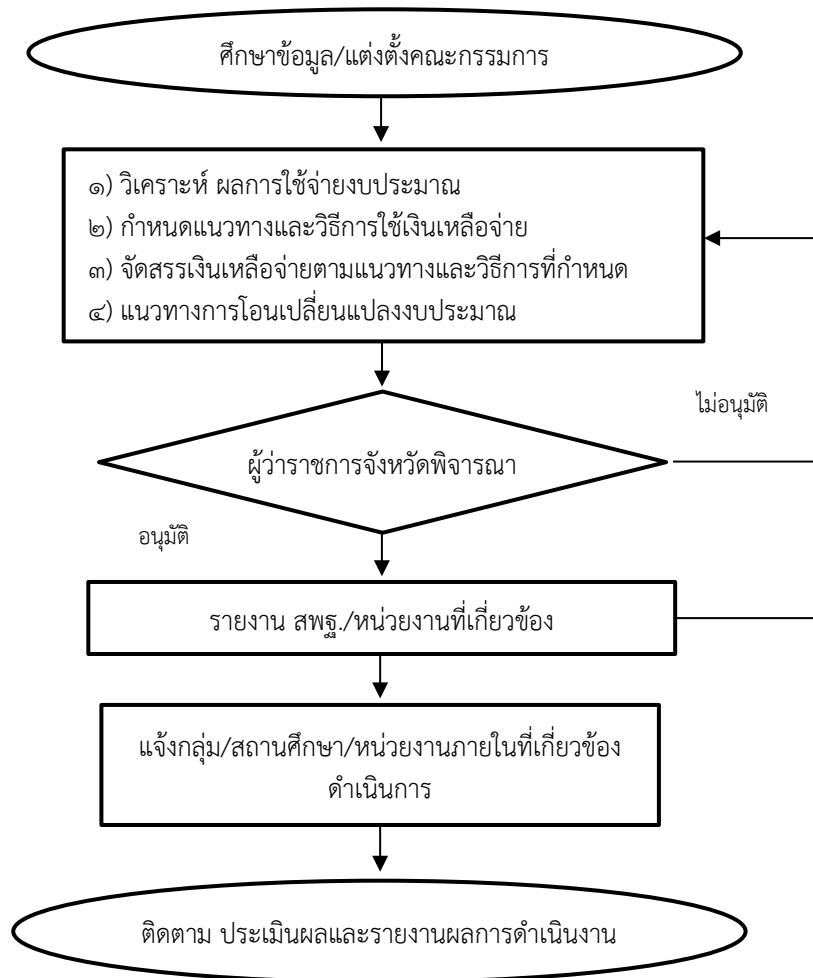 ศึกษาข้อมูล/แต่งตั้งคณะกรรมการ
๑) วิเคราะห์ ผลการใช้จ่ายงบประมาณ
๒) กำหนดแนวทางและวิธีการใช้เงินเหลือจ่าย
๓) จัดสรรเงินเหลือจ่ายตามแนวทางและวิธีการที่กำหนด
๔) แนวทางการโอนเปลี่ยนแปลงงบประมาณ
ไม่อนุมัติ
ผู้ว่าราชการจังหวัดพิจารณา
อนุมัติ
รายงาน สพฐ./หน่วยงานที่เกี่ยวข้อง
แจ้งกลุ่ม/สถานศึกษา/หน่วยงานภายในที่เกี่ยวข้อง
ดำเนินการ
ติดตาม ประเมินผลและรายงานผลการดำเนินงาน